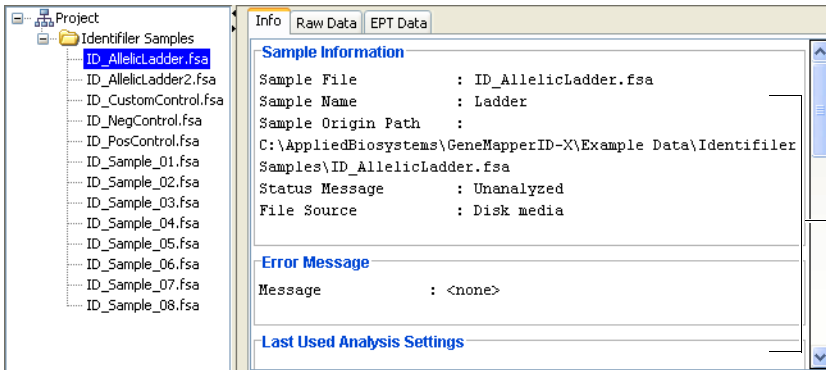 Project
Identifiler Samples
ID_AllelicLadder.fsa
ID_AllelicLadder2.fsa
ID_CustomControl.fsa
ID_NegControl.fsa
ID_PosControl.fsa
ID_Sample_01.fsa
ID_Sample_02.fsa
ID_Sample_03.fsa
ID_Sample_04.fsa
ID_Sample_05.fsa
ID_Sample_06.fsa
ID_Sample_07.fsa
ID_Sample_08.fsa
Info Raw Data EPT Data
Sample Information
Sample File : ID_AllelicLadder.fsa
Sample Name : Ladder
Sample Origin Path :
C:\AppliedBiosystems\GeneMapperID-X\Example Data\Identifiler
Samples\ID_AllelicLadder.fsa
Status Message : Unanalyzed
File Source : Disk media
Error Message
Message : <none>
Last Used Analysis Settings